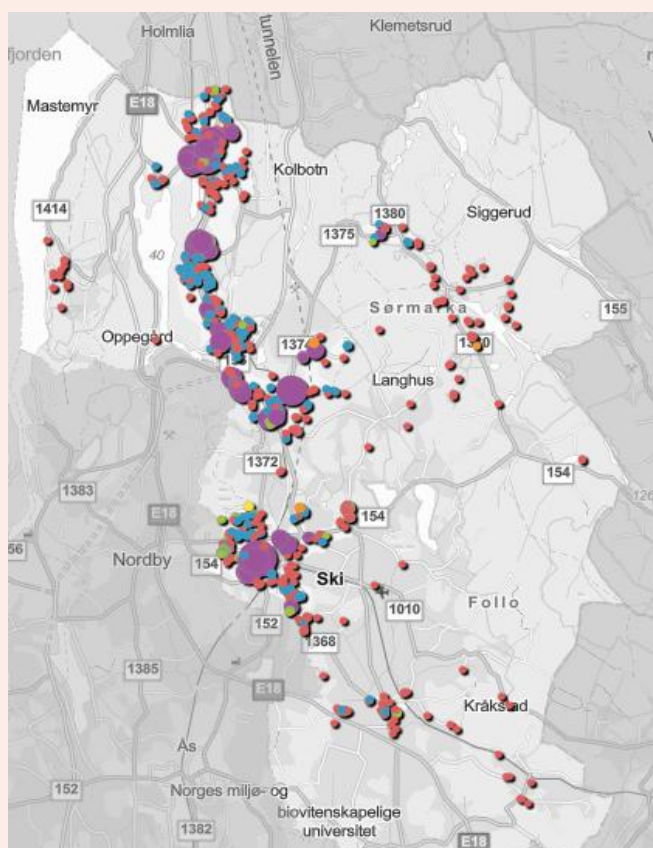 Holmlia
tunnelen
Klemetsrud
fjorden
Mastemyr
E18
Kolbotn
1414
1380
1375
Siggerud
40
155
Sørmarka
Oppegård
1374
Langhus
1372
154
1383
E18
56
154
Nordby
154
Ski
1010
Follo
152
1368
1385
E18
Kråkstad
Ås
152
Norges miljø- og
biovitenskapelige
universitet
1382
E18